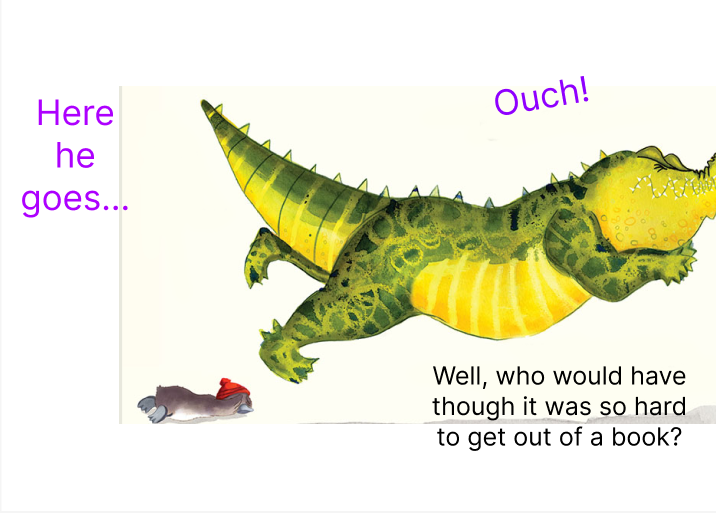 Here
he
goes...
Ouch!
Well, who would have
though it was so hard
to get out of a book?